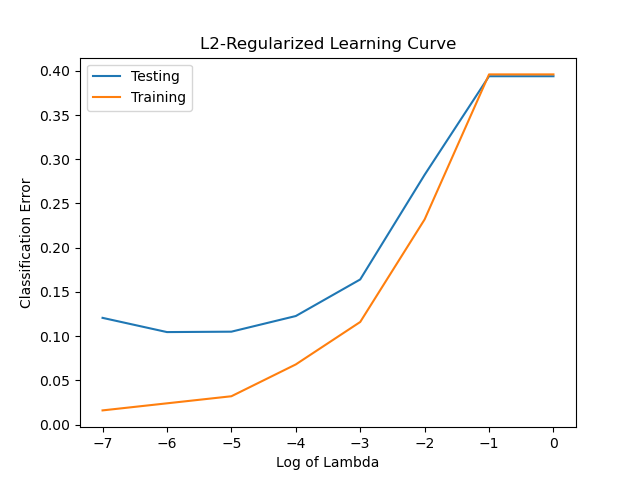 L2-Regularized Learning Curve
Testing
Training
Classification Error
0.40
0.35
0.30
0.25
0.20
0.15
0.10
0.05
0.00
−7 −6 −5 −4 −3 −2 −1 0
Log of Lambda